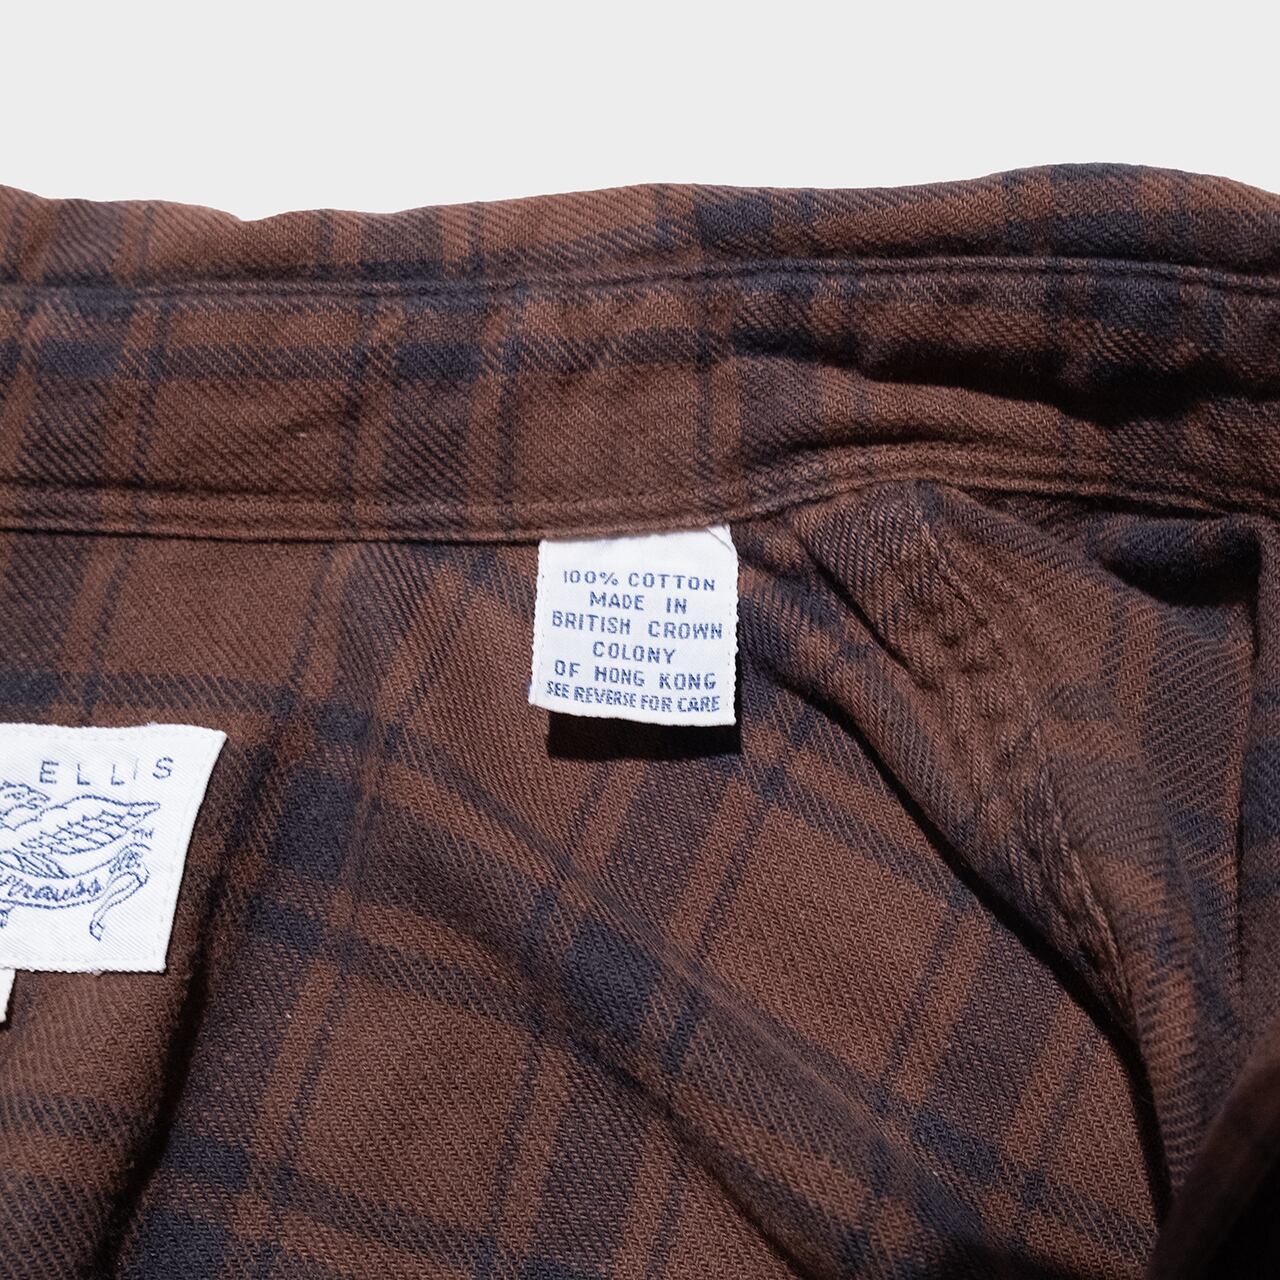 100% COTTON
MADE IN
BRITISH CROWN
COLONY
OF HONG KONG
SEE REVERSE FOR CARE
ELLIS